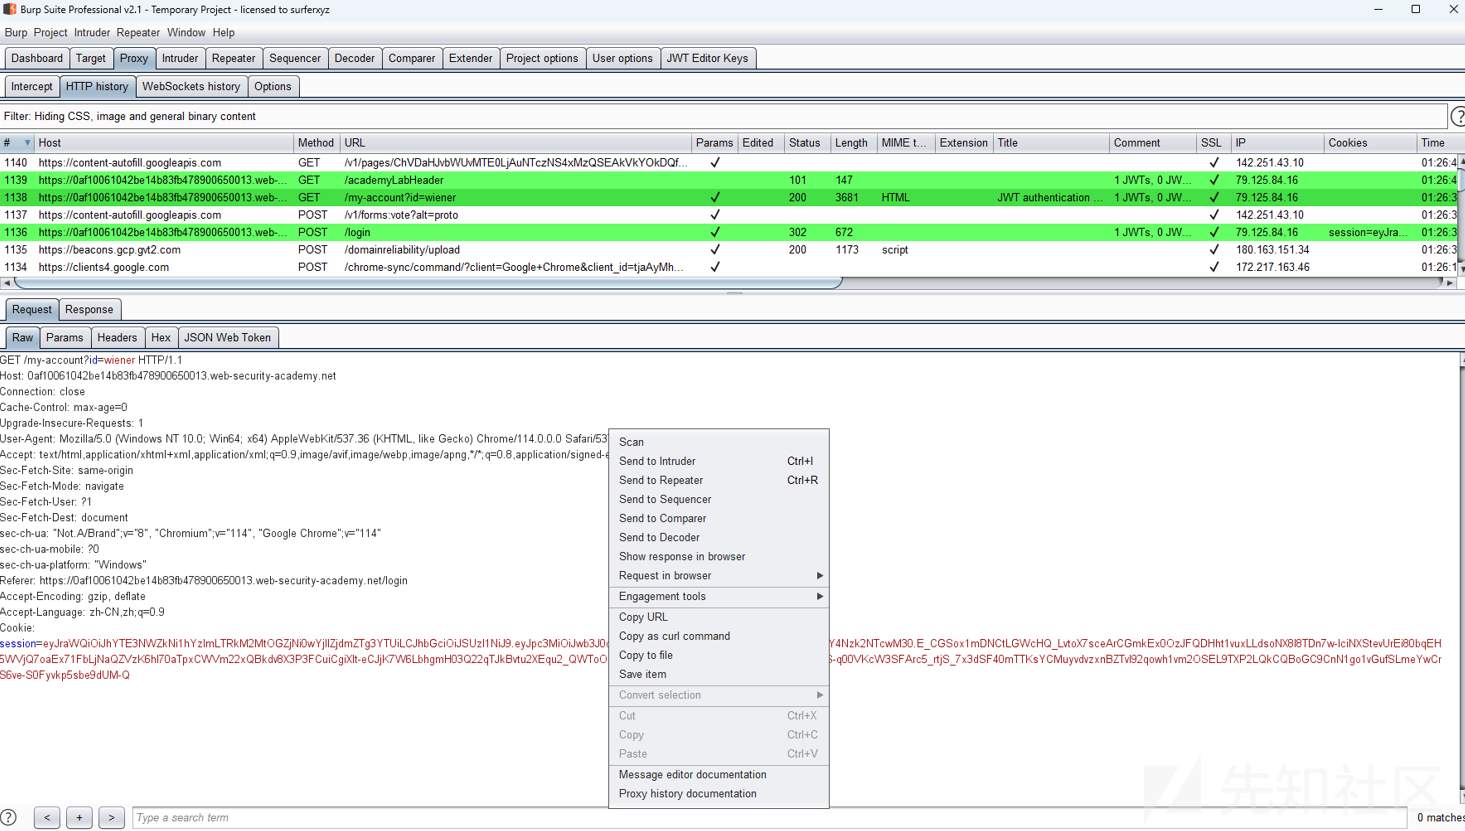 Burp Suite Professional v2.1 - Temporary Project - licensed to surferxyz
Burp Project Intruder Repeater Window Help
Dashboard Target Proxy Intruder Repeater Sequencer Decoder Comparer Extender Project options User options JWT Editor Keys
Intercept HTTP history WebSockets history Options
Filter: Hiding CSS, image and general binary content
# Host Method URL Params Edited Status Length MIME t... Extension Title Comment SSL IP Cookies Time
1140 https://content-autofill.googleapis.com GET ✓ ✓ 142.251.43.10 01:26:4
1139 https://0af10061042be14b83fb478900650013.web-... GET /academyLabHeader 101 147 1 JWTs, 0 JW... ✓ 79.125.84.16 01:26:4
1138 https://0af10061042be14b83fb478900650013.web-... GET /my-account?id=wiener ✓ 200 3681 HTML JWT authentication ... 1 JWTs, 0 JW... ✓ 79.125.84.16 01:26:3
1137 https://content-autofill.googleapis.com POST /v1/forms:vote?alt=proto ✓ ✓ 142.251.43.10 01:26:3
1136 https://0af10061042be14b83fb478900650013.web-... POST /login ✓ 302 672 1 JWTs, 0 JW... ✓ 79.125.84.16 session=eyJra... 01:26:3
1135 https://beacons.gcp.gvt2.com POST /domainreliability/upload ✓ 200 1173 script ✓ 180.163.151.34 01:26:3
1134 https://clients4.google.com POST /chrome-sync/command/?client=Google+Chrome&client_id=tjaAyMh... ✓ ✓ 172.217.163.46 01:26:1
Request Response
Raw Params Headers Hex JSON Web Token
GET /my-account?id=wiener HTTP/1.1
Host: 0af10061042be14b83fb478900650013.web-security-academy.net
Connection: close
Cache-Control: max-age=0
Upgrade-Insecure-Requests: 1
User-Agent: Mozilla/5.0 (Windows NT 10.0; Win64; x64) AppleWebKit/537.36 (KHTML, like Gecko) Chrome/114.0.0.0 Safari/53
Accept: text/html,application/xhtml+xml,application/xml;q=0.9,image/avif,image/webp,image/apng,*/*;q=0.8,application/signed-e
Sec-Fetch-Site: same-origin
Sec-Fetch-Mode: navigate
Sec-Fetch-User: ?1
Sec-Fetch-Dest: document
sec-ch-ua: "Not.A/Brand";v="8", "Chromium";v="114", "Google Chrome";v="114"
sec-ch-ua-mobile: ?0
sec-ch-ua-platform: "Windows"
Referer: https://0af10061042be14b83fb478900650013.web-security-academy.net/login
Accept-Encoding: gzip, deflate
Accept-Language: zh-CN,zh;q=0.9
Cookie:
S6ve-S0Fyvkp5sbe9dUM-Q
Scan
Send to Intruder Ctrl+I
Send to Repeater Ctrl+R
Send to Sequencer
Send to Comparer
Send to Decoder
Show response in browser
Request in browser
Engagement tools
Copy URL
Copy as curl command
Copy to file
Save item
Convert selection
Cut Ctrl+X
Copy Ctrl+C
Paste Ctrl+V
Message editor documentation
Proxy history documentation
先知社区
? < + > Type a search term 0 matches